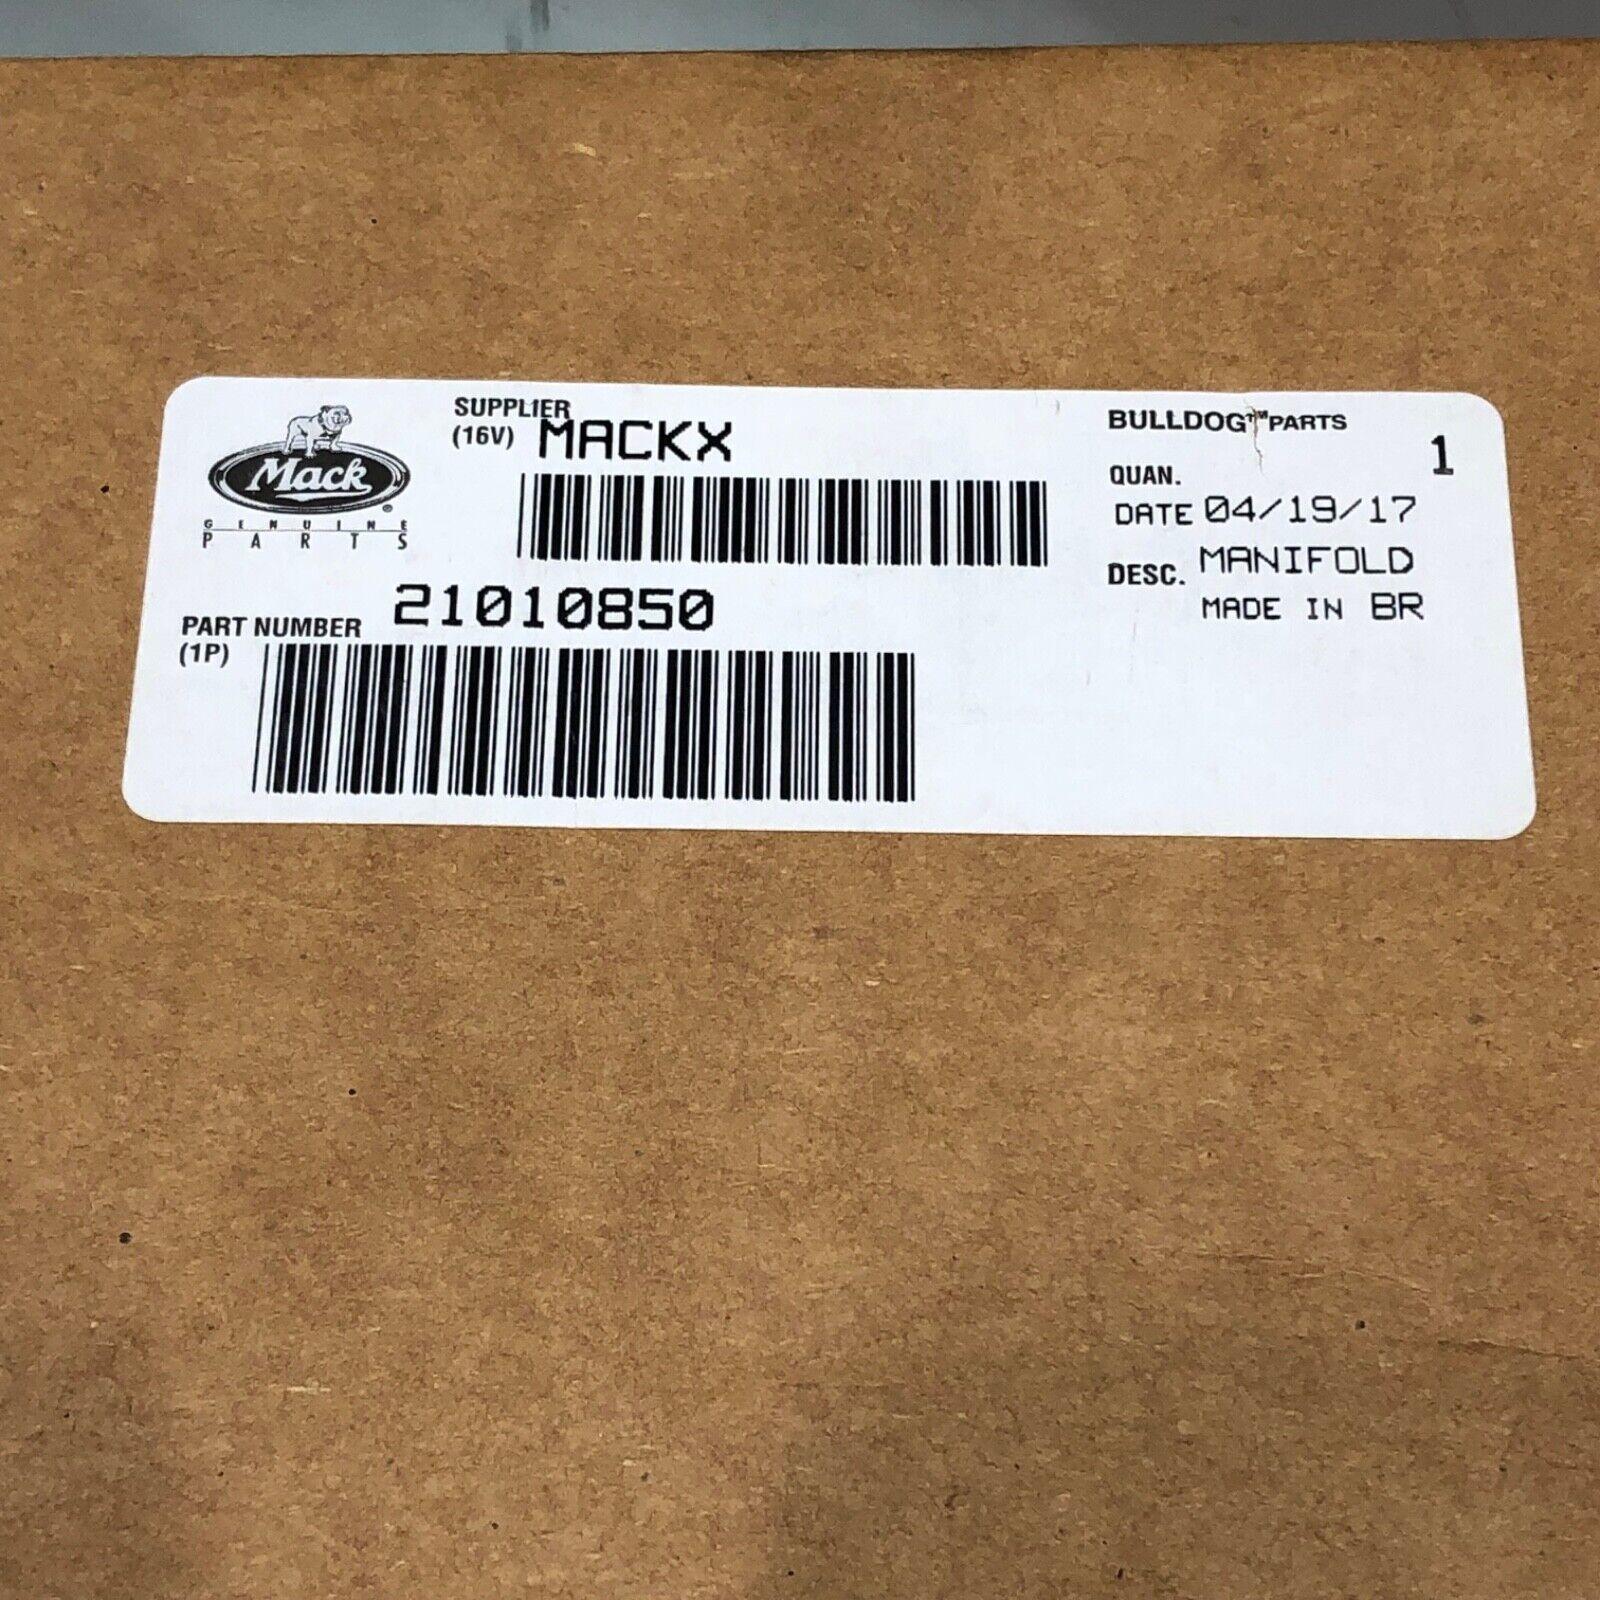 Mack ®
GENUINE
PARTS
SUPPLIER
(16V) MACKX
PART NUMBER 21010850
(1P)
BULLDOG™ PARTS
QUAN. 1
DATE 04/19/17
DESC. MANIFOLD
MADE IN BR